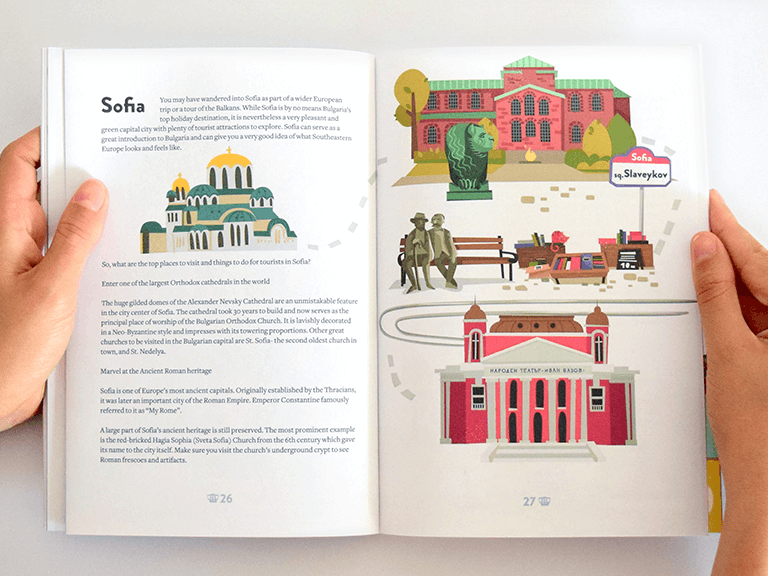 Sofia
You may have wandered into Sofia as part of a wider European
trip or a tour of the Balkans. While Sofia is by no means Bulgaria's
top holiday destination, it is nevertheless a very pleasant and
green capital city with plenty of tourist attractions to explore. Sofia can serve as a
great introduction to Bulgaria and can give you a very good idea of what Southeastern
Europe looks and feels like.
So, what are the top places to visit and things to do for tourists in Sofia?
Enter one of the largest Orthodox cathedrals in the world
The huge gilded domes of the Alexander Nevsky Cathedral are an unmistakable feature
in the city center of Sofia. The cathedral took 30 years to build and now serves as the
principal place of worship of the Bulgarian Orthodox Church. It is lavishly decorated
in a Neo-Byzantine style and impresses with its towering proportions. Other great
churches to be visited in the Bulgarian capital are St. Sofia- the second oldest church in
town, and St. Nedelya.
Marvel at the Ancient Roman heritage
Sofia is one of Europe's most ancient capitals. Originally established by the Thracians,
it was later an important city of the Roman Empire. Emperor Constantine famously
referred to it as "My Rome".
A large part of Sofia's ancient heritage is still preserved. The most prominent example
is the red-bricked Hagia Sophia (Sveta Sofia) Church from the 6th century which gave
its name to the city itself. Make sure you visit the church's underground crypt to see
Roman frescoes and artifacts.
26
Sofia
sq. Slaveykov
НАРОДЕН ТЕАТЪР·ИВАН ВАЗОВ·
27